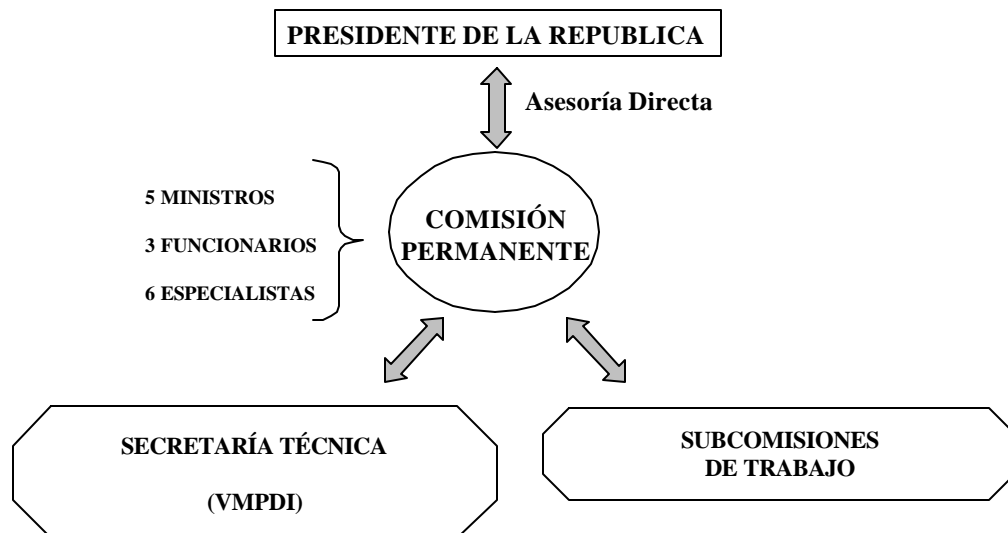 PRESIDENTE DE LA REPUBLICA
Asesoría Directa
5 MINISTROS
3 FUNCIONARIOS
6 ESPECIALISTAS
COMISIÓN
PERMANENTE
SECRETARÍA TÉCNICA
(VMPDI)
SUBCOMISIONES
DE TRABAJO